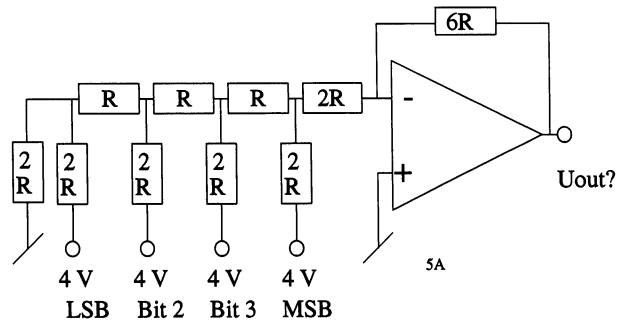 6R
R R R 2R
-
2 R 2 R 2 R 2 R 2 R
+
Uout?
5A
4 V 4 V 4 V 4 V
LSB Bit 2 Bit 3 MSB